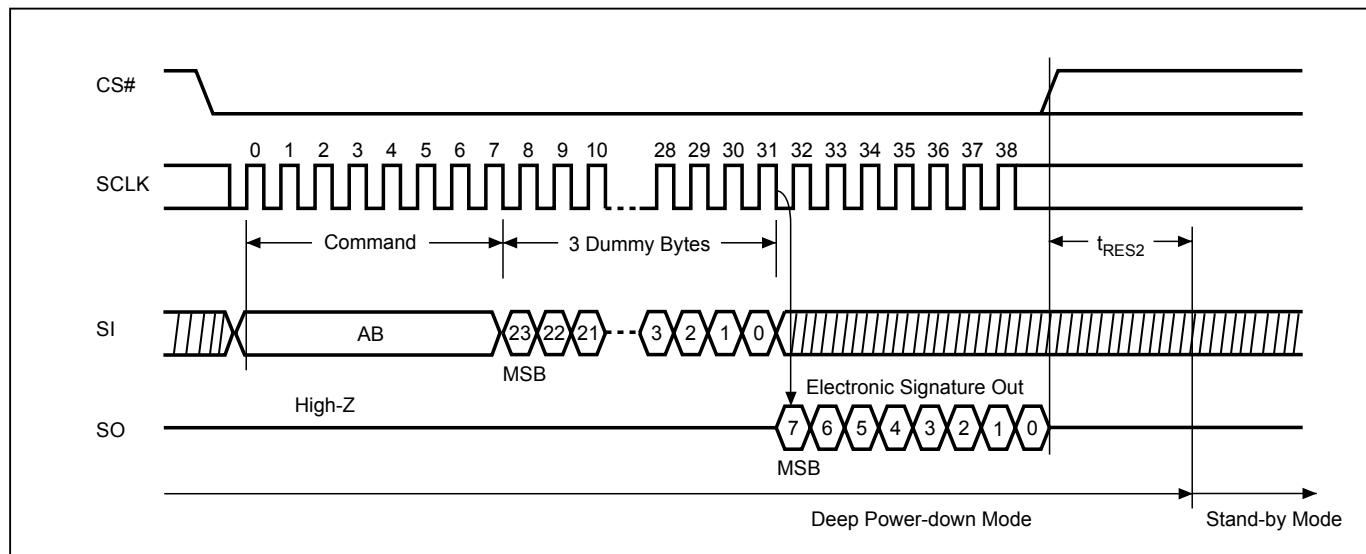 CS#
0 1 2 3 4 5 6 7 8 9 10 28 29 30 31 32 33 34 35 36 37 38
SCLK
Command
3 Dummy Bytes
tRES2
SI
AB
23 22 21 3 2 1 0
MSB
High-Z
Electronic Signature Out
SO
7 6 5 4 3 2 1 0
MSB
Deep Power-down Mode
Stand-by Mode